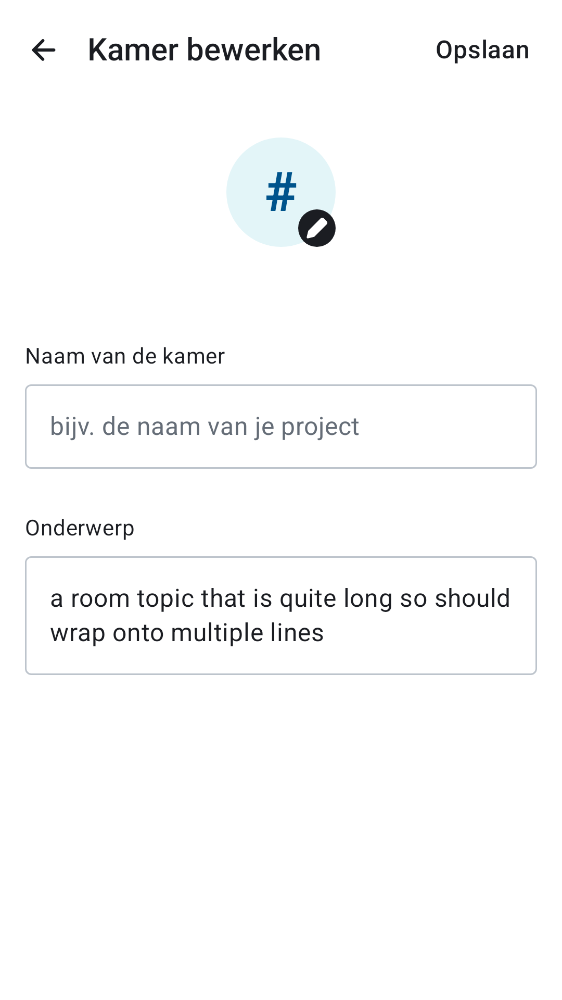 Kamer bewerken
Opslaan
#
Naam van de kamer
bijv. de naam van je project
Onderwerp
a room topic that is quite long so should
wrap onto multiple lines